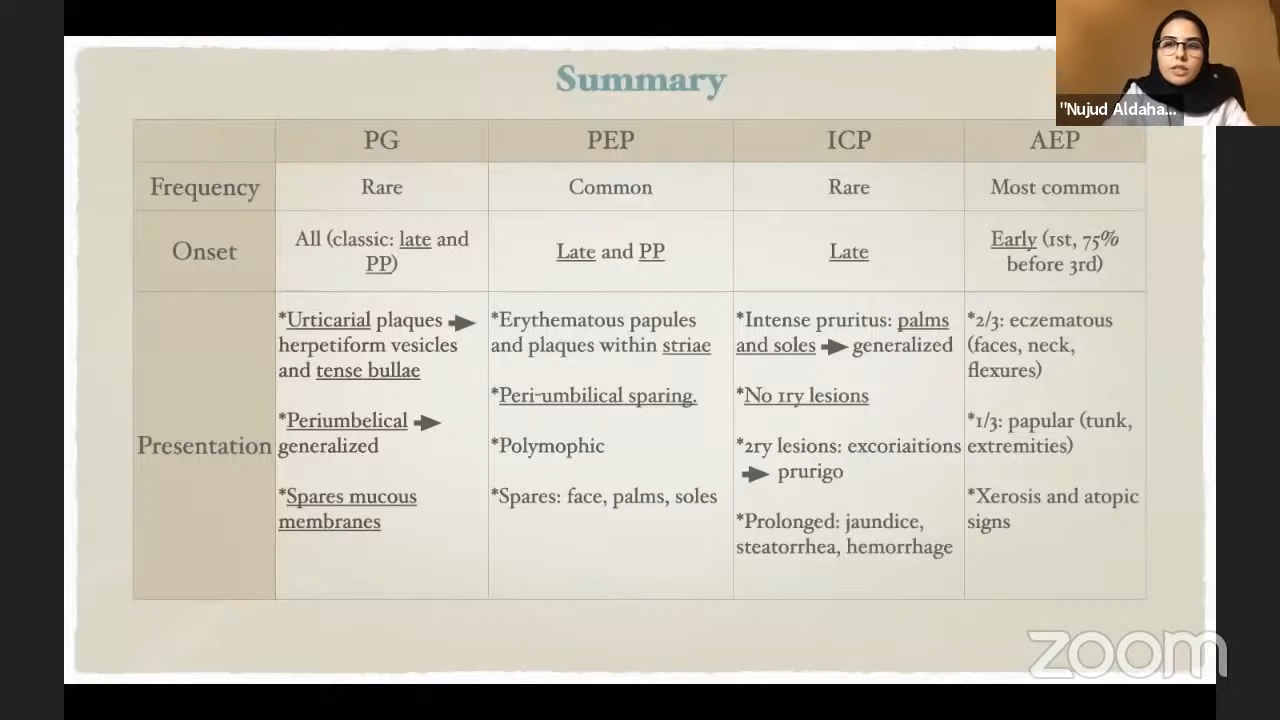 Summary
"Nujud Aldaha...
PG PEP ICP AEP
Frequency Rare Common Rare Most common
Onset
All (classic: late and
PP)
Late and PP
Late
Early (1st, 75%
before 3rd)
Presentation
*Urticarial plaques
herpetiform vesicles
and tense bullae
*Periumbelical
generalized
*Spares mucous
membranes
*Erythematous papules
and plaques within striae
*Peri-umbilical sparing.
*Polymophic
*Spares: face, palms, soles
*Intense pruritus: palms
and soles generalized
*No 1ry lesions
*2ry lesions: excoriaitions
prurigo
*Prolonged: jaundice,
steatorrhea, hemorrhage
*2/3: eczematous
(faces, neck,
flexures)
*1/3: papular (tunk,
extremities)
*Xerosis and atopic
signs
zoom